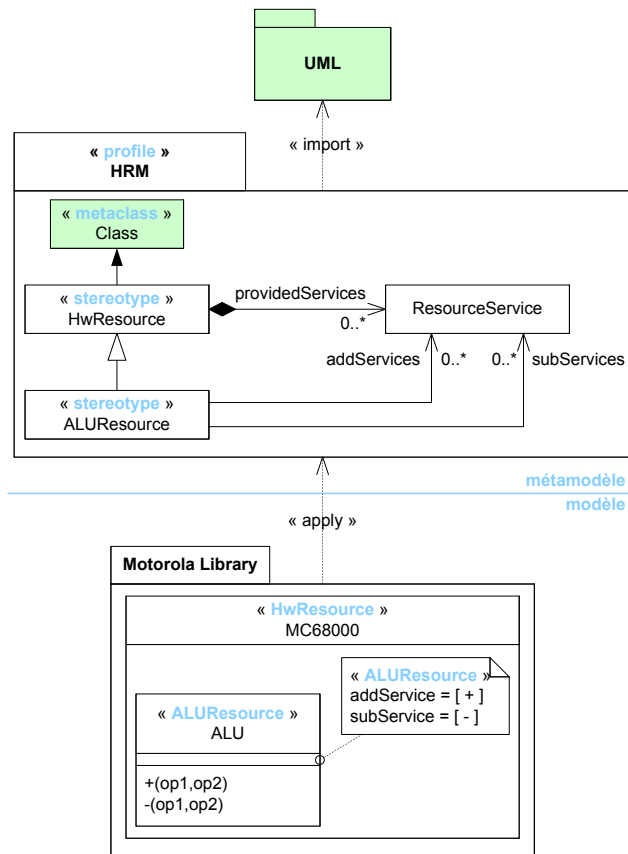 UML
« import »
« profile »
HRM
« metaclass »
Class
« stereotype »
HwResource
providedServices
0..*
ResourceService
addServices
0..*
0..*
subServices
« stereotype »
ALUResource
métamodèle
modèle
« apply »
Motorola Library
« HwResource »
MC68000
« ALUResource »
addService = [ + ]
subService = [ - ]
« ALUResource »
ALU
+(op1,op2)
-(op1,op2)